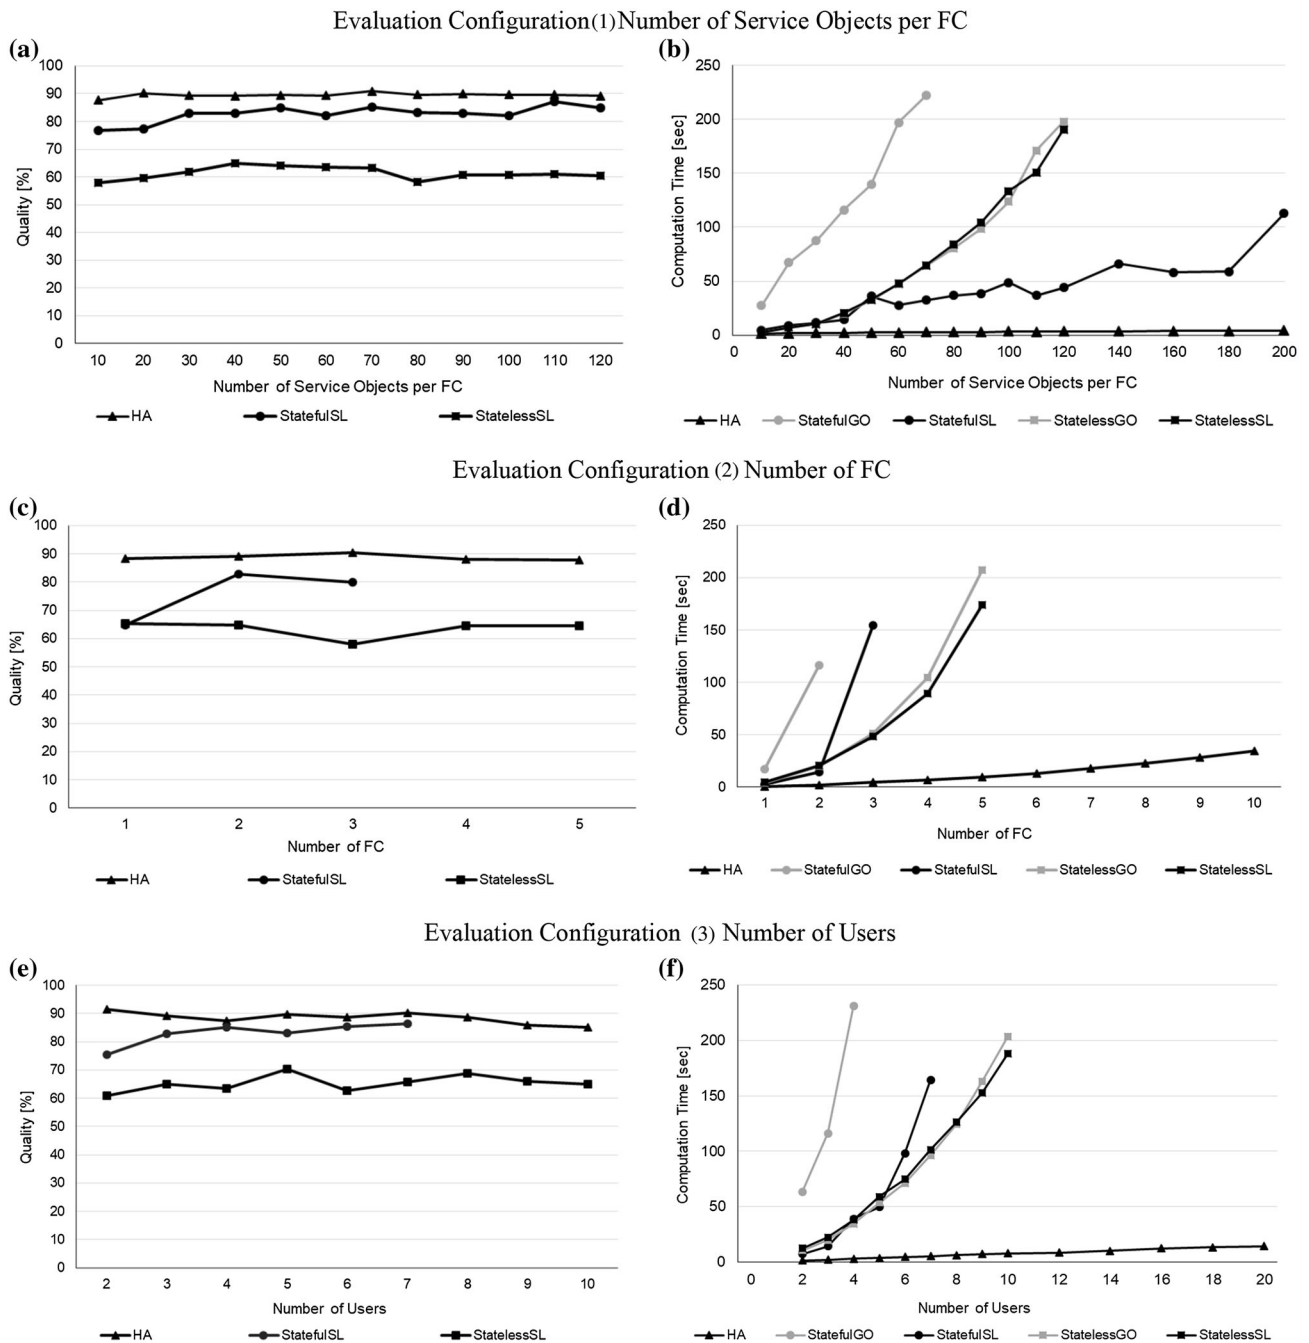 Evaluation Configuration(1)Number of Service Objects per FC
(a)
100
90
80
70
60
50
40
30
20
10
0
Quality [%]
10 20 30 40 50 60 70 80 90 100 110 120
Number of Service Objects per FC
HA StatefulSL StatelessSL
(b)
250
200
150
100
50
0
Computation Time [sec]
0 20 40 60 80 100 120 140 160 180 200
Number of Service Objects per FC
HA StatefulGO StatefulSL StatelessGO StatelessSL
Evaluation Configuration (2) Number of FC
(c)
100
90
80
70
60
50
40
30
20
10
0
Quality [%]
1 2 3 4 5
Number of FC
HA StatefulSL StatelessSL
(d)
250
200
150
100
50
0
Computation Time [sec]
1 2 3 4 5 6 7 8 9 10
Number of FC
HA StatefulGO StatefulSL StatelessGO StatelessSL
Evaluation Configuration (3) Number of Users
(e)
100
90
80
70
60
50
40
30
20
10
0
Quality [%]
2 3 4 5 6 7 8 9 10
Number of Users
HA StatefulSL StatelessSL
(f)
250
200
150
100
50
0
Computation Time [sec]
0 2 4 6 8 10 12 14 16 18 20
Number of Users
HA StatefulGO StatefulSL StatelessGO StatelessSL